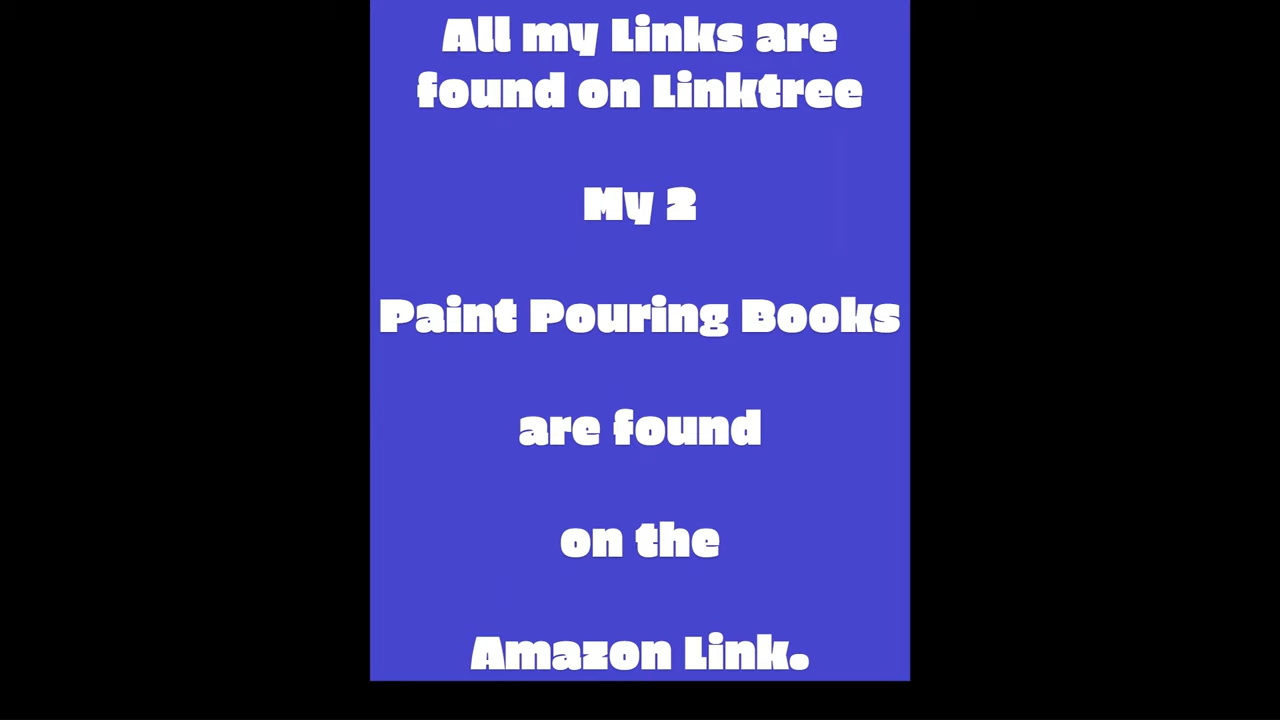 All my Links are
found on Linktree
My 2
Paint Pouring Books
are found
on the
Amazon Link.